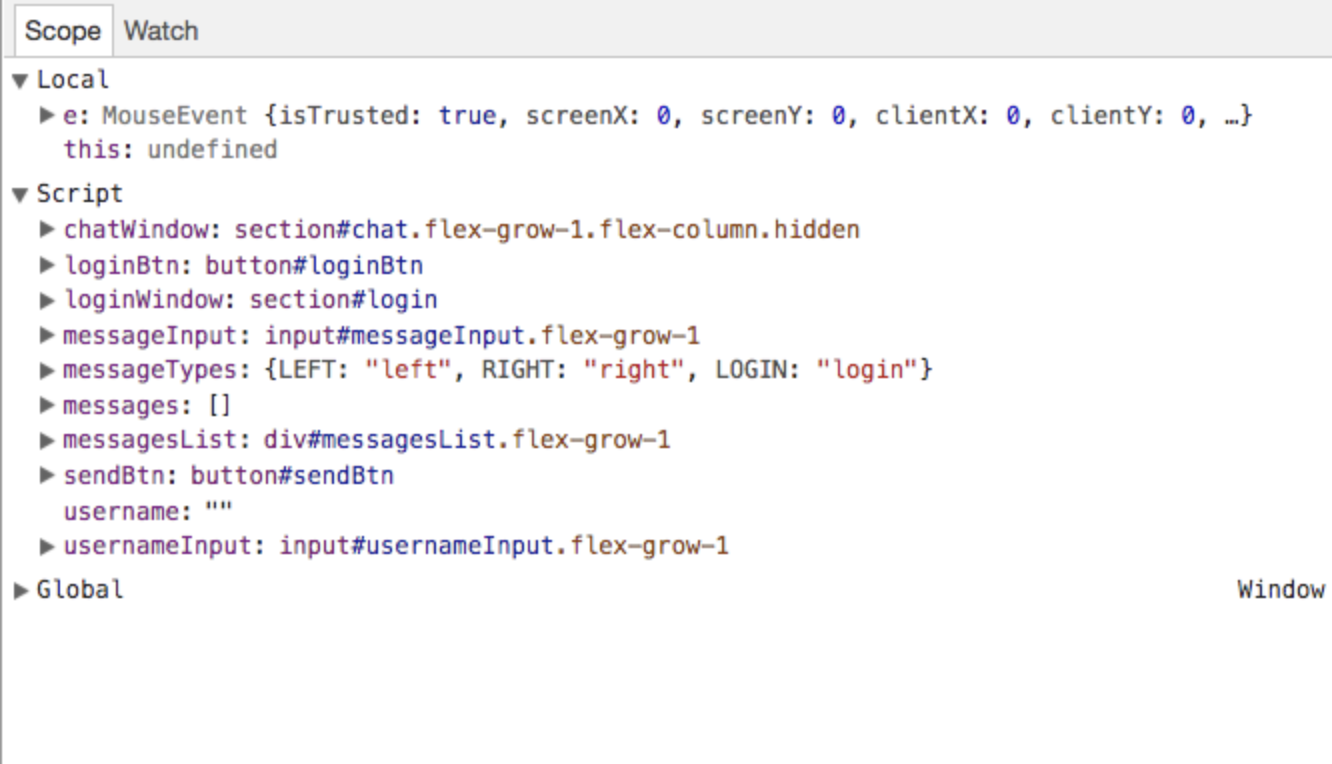 Scope Watch
Local
e: MouseEvent {isTrusted: true, screenX: 0, screenY: 0, clientX: 0, clientY: 0, …}
this: undefined
Script
chatWindow: section#chat.flex-grow-1.flex-column.hidden
loginBtn: button#loginBtn
loginWindow: section#login
messageInput: input#messageInput.flex-grow-1
messageTypes: {LEFT: "left", RIGHT: "right", LOGIN: "login"}
messages: []
messagesList: div#messagesList.flex-grow-1
sendBtn: button#sendBtn
username: ""
usernameInput: input#usernameInput.flex-grow-1
Global Window